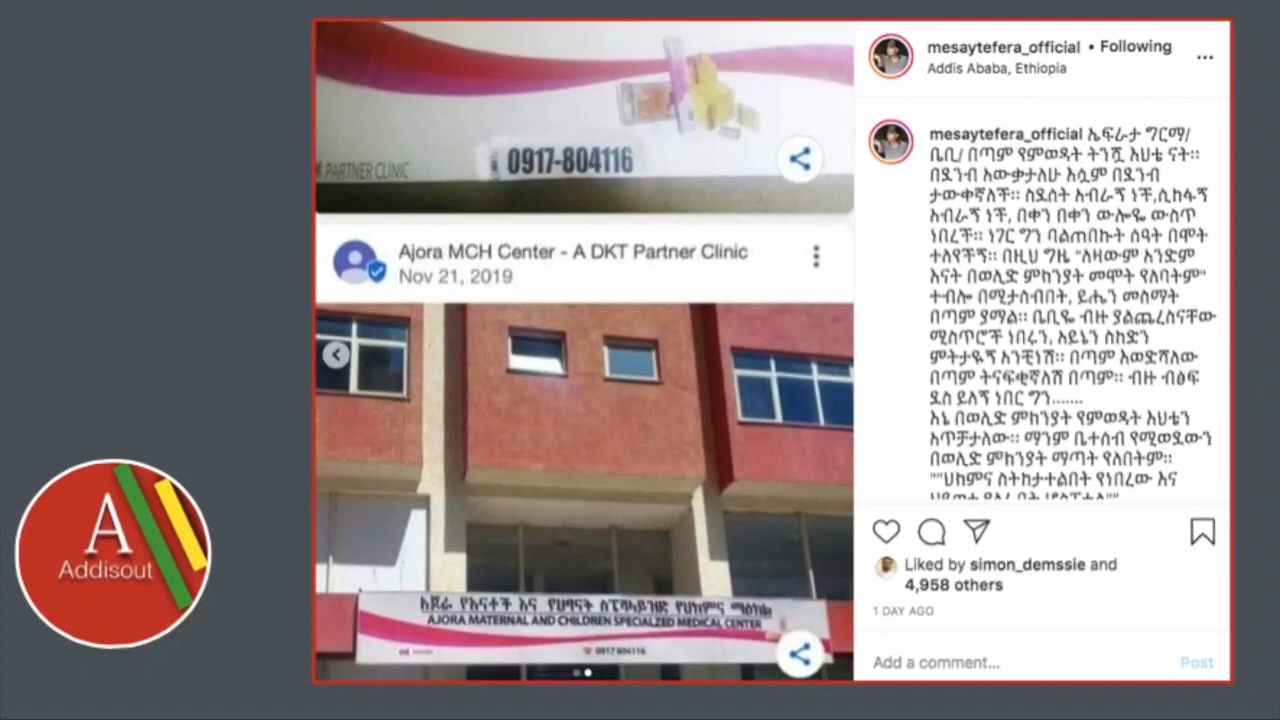 PARTNER CLINIC
0917-804116
Ajora MCH Center - A DKT Partner Clinic
Nov 21, 2019
አጆራ የእናቶች እና የህፃናት ስፔሻላይዝድ የህክምና ማዕከል
AJORA MATERNAL AND CHILDREN SPECIALZED MEDICAL CENTER
0917 804116
A
Addisout
mesaytefera_official • Following
Addis Ababa, Ethiopia
mesaytefera_official ኤፍራታ ግርማ/
ቤቢ/ በጣም የምወዳት ትንሿ እህቴ ናት።
በደንብ አውቃታለሁ እሷም በደንብ
ታውቀኛለች። ስደሰት አብራኝ ነች,ሲከፋኝ
አብራኝ ነች, በቀን በቀን ውሎዬ ውስጥ
ነበረች። ነገር ግን ባልጠበኩት ሰዓት በሞት
ተለየችኝ። በዚህ ግዜ "ለዛውም አንድም
እናት በወሊድ ምክንያት መሞት የለባትም"
ተብሎ በሚታሰብበት, ይሔን መስማት
በጣም ያማል። ቤቢዬ ብዙ ያልጨረስናቸው
ሚስጥሮች ነበሩን, አይኔን ስከድን
ምትታዪኝ አንቺነሽ። በጣም እወድሻለው
በጣም ትናፍቂኛለሽ በጣም። ብዙ ብፅፍ
ደስ ይለኝ ነበር ግን.......
እኔ በወሊድ ምክንያት የምወዳት እህቴን
አጥቻታለው። ማንም ቤተሰብ የሚወደውን
በወሊድ ምክንያት ማጣት የለበትም።
""ህክምና ስትከታተልበት የነበረው እና
Liked by simon_demssie and
4,958 others
1 DAY AGO
Add a comment...
Post